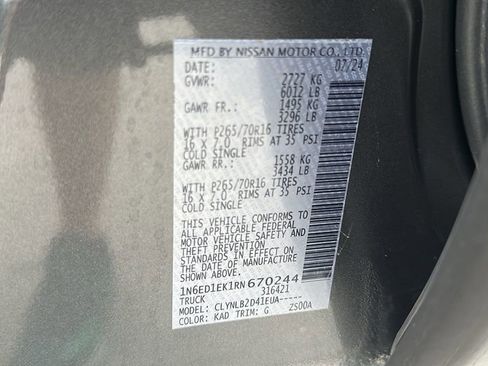 MFD BY NISSAN MOTOR CO., LTD.
DATE: 07/24
GVWR: 2727 KG
6012 LB
GAWR FR.: 1495 KG
3296 LB
WITH P265/70R16 TIRES
16 X 7.0 RIMS AT 35 PSI
COLD SINGLE
GAWR RR.: 1558 KG
3434 LB
WITH P265/70R16 TIRES
16 X 7.0 RIMS AT 35 PSI
COLD SINGLE
THIS VEHICLE CONFORMS TO
ALL APPLICABLE FEDERAL
MOTOR VEHICLE SAFETY AND
THEFT PREVENTION
STANDARDS IN EFFECT ON
THE DATE OF MANUFACTURE
SHOWN ABOVE.
1N6ED1EK1RN670244
TRUCK 316421
MODEL: CLYNLB2D41EUA-----
COLOR: KAD TRIM: G ZS00A